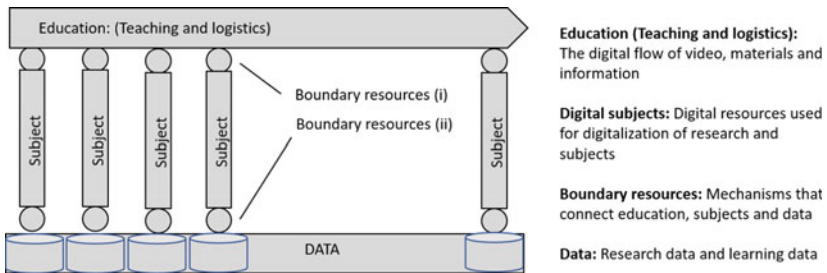 Education: (Teaching and logistics)
Subject
Subject
Subject
Subject
Subject
Boundary resources (i)
Boundary resources (ii)
DATA
Education (Teaching and logistics):
The digital flow of video, materials and
information
Digital subjects: Digital resources used
for digitalization of research and
subjects
Boundary resources: Mechanisms that
connect education, subjects and data
Data: Research data and learning data